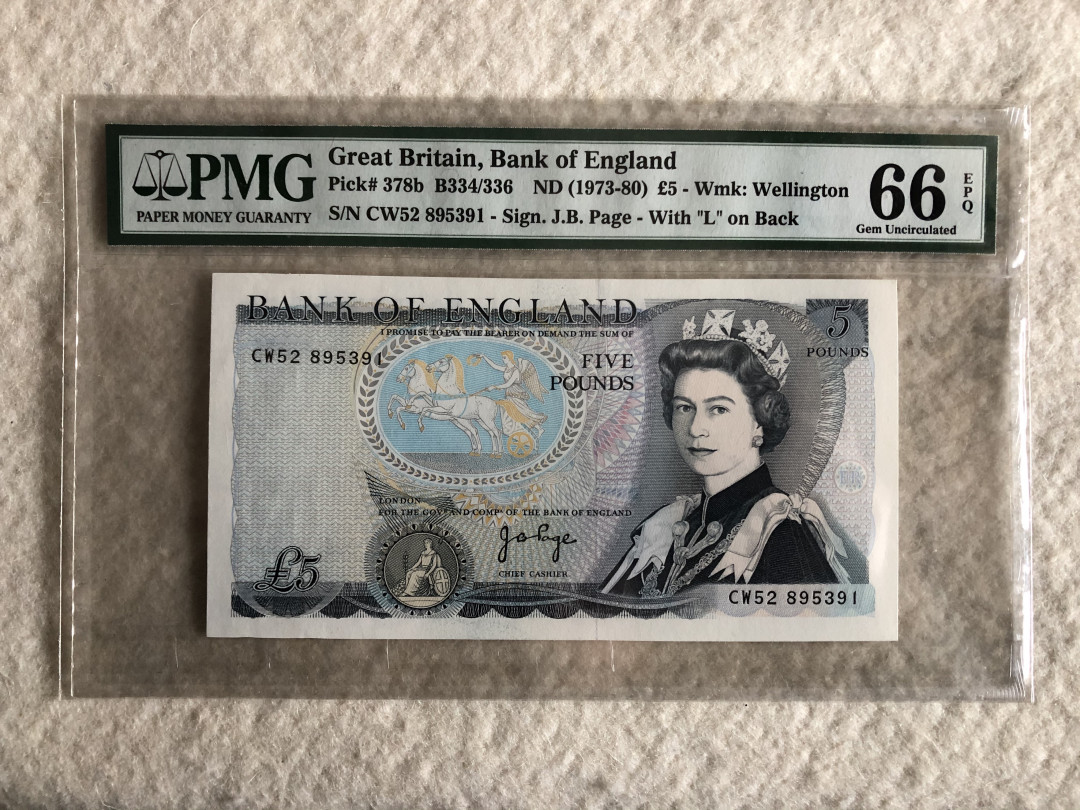 PMG
PAPER MONEY GUARANTY
Great Britain, Bank of England
Pick# 378b B334/336 ND (1973-80) £5 - Wmk: Wellington
S/N CW52 895391 - Sign. J.B. Page - With "L" on Back
66 EPQ
Gem Uncirculated
BANK OF ENGLAND
I PROMISE TO PAY THE BEARER ON DEMAND THE SUM OF
5
POUNDS
CW52 895391
FIVE
POUNDS
LONDON
FOR THE GOVR AND COMPA OF THE BANK OF ENGLAND
JBPage
CHIEF CASHIER
£5
CW52 895391